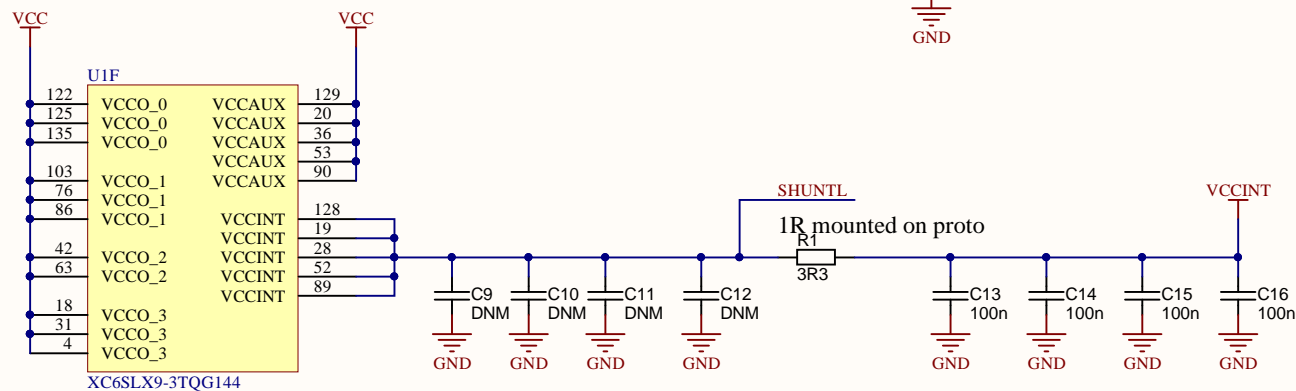 GND
VCC
VCC
U1F
122 VCCO_0 VCCAUX 129
125 VCCO_0 VCCAUX 20
135 VCCO_0 VCCAUX 36
VCCAUX 53
103 VCCO_1 VCCAUX 90
76 VCCO_1
86 VCCO_1 VCCINT 128
VCCINT 19
42 VCCO_2 VCCINT 28
63 VCCO_2 VCCINT 52
VCCINT 89
18 VCCO_3
31 VCCO_3
4 VCCO_3
XC6SLX9-3TQG144
SHUNTL
VCCINT
1R mounted on proto
R1
3R3
C9
DNM
C10
DNM
C11
DNM
C12
DNM
C13
100n
C14
100n
C15
100n
C16
100n
GND
GND
GND
GND
GND
GND
GND
GND